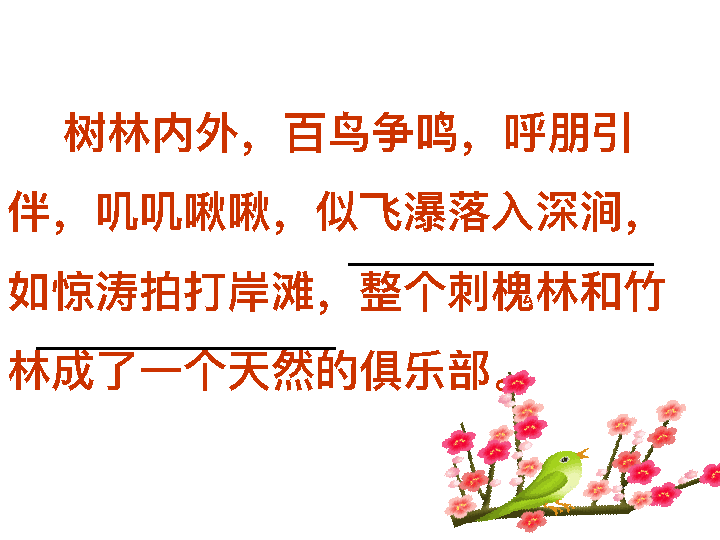 树林内外，百鸟争鸣，呼朋引
伴，叽叽啾啾，似飞瀑落入深涧，
如惊涛拍打岸滩，整个刺槐林和竹
林成了一个天然的俱乐部。